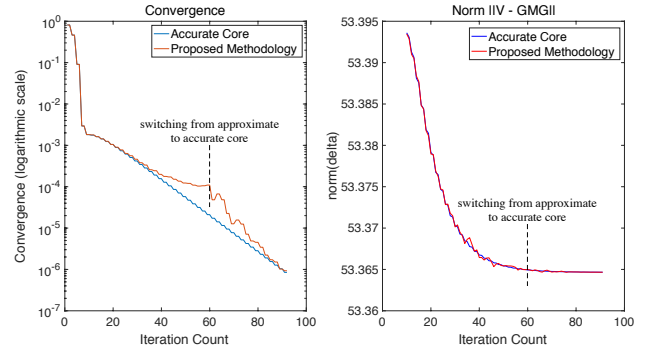 Convergence
10^1
10^0
10^-1
10^-2
10^-3
10^-4
10^-5
10^-6
10^-7
Convergence (logarithmic scale)
Accurate Core
Proposed Methodology
switching from approximate
to accurate core
0 20 40 60 80 100
Iteration Count
Norm ||V - GMG||
53.395
53.39
53.385
53.38
53.375
53.37
53.365
53.36
norm(delta)
Accurate Core
Proposed Methodology
switching from approximate
to accurate core
0 20 40 60 80 100
Iteration Count